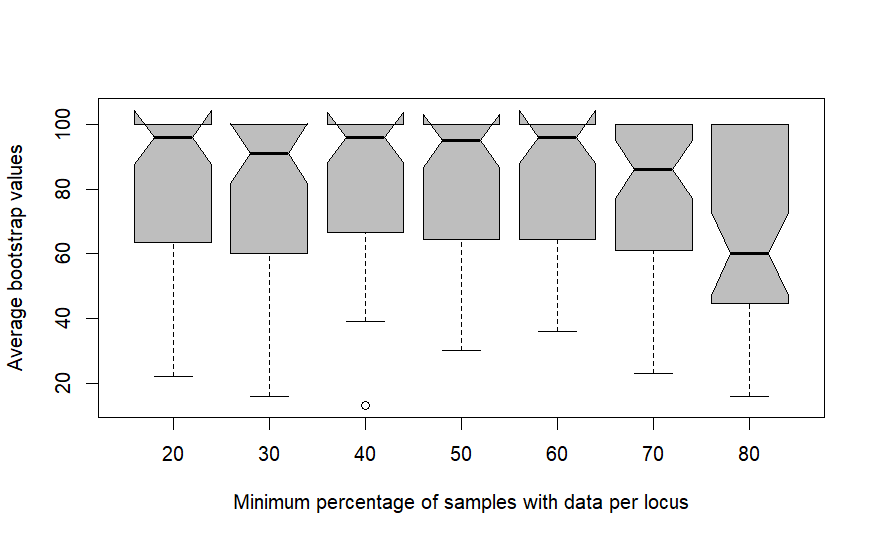 Average bootstrap values
100
80
60
40
20
20 30 40 50 60 70 80
Minimum percentage of samples with data per locus